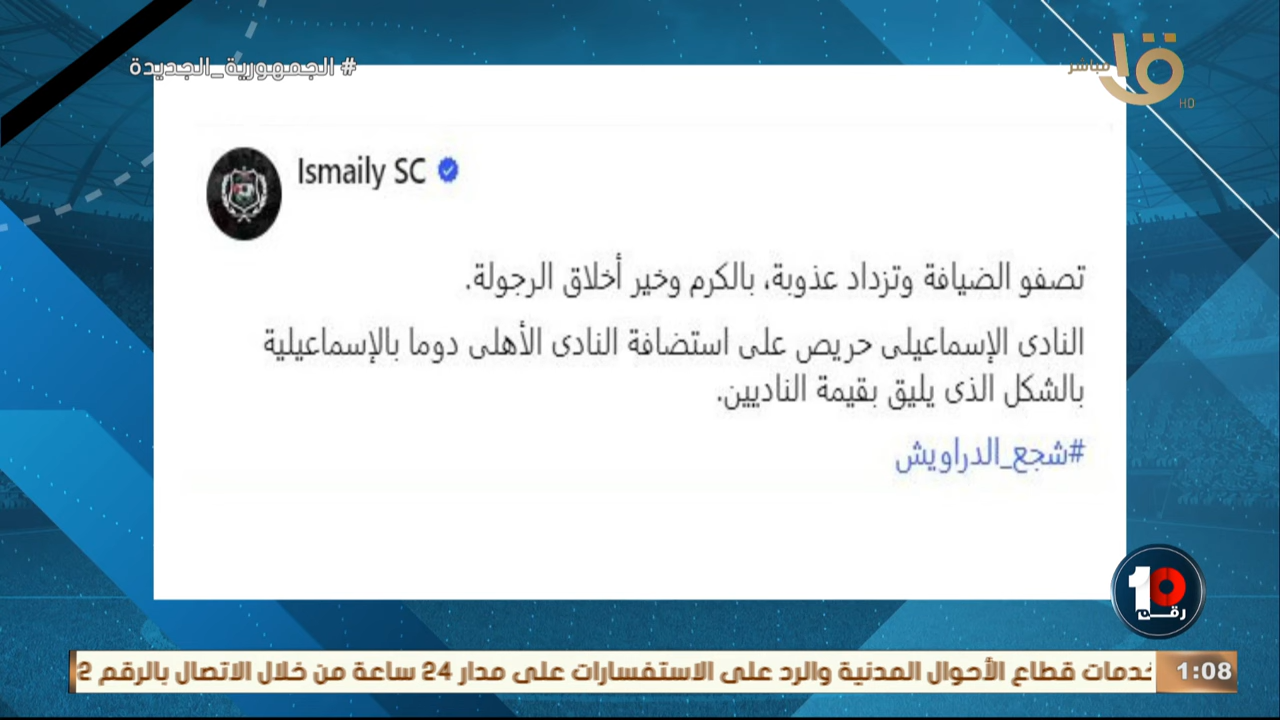 # الجمهورية_الجديدة
مباشر
HD
Ismaily SC
تصفو الضيافة وتزداد عذوبة، بالكرم وخير أخلاق الرجولة.
النادى الإسماعيلى حريص على استضافة النادى الأهلى دوما بالإسماعيلية
بالشكل الذى يليق بقيمة الناديين.
#شجع_الدراويش
10
رقم
خدمات قطاع الأحوال المدنية والرد على الاستفسارات على مدار 24 ساعة من خلال الاتصال بالرقم
1:08